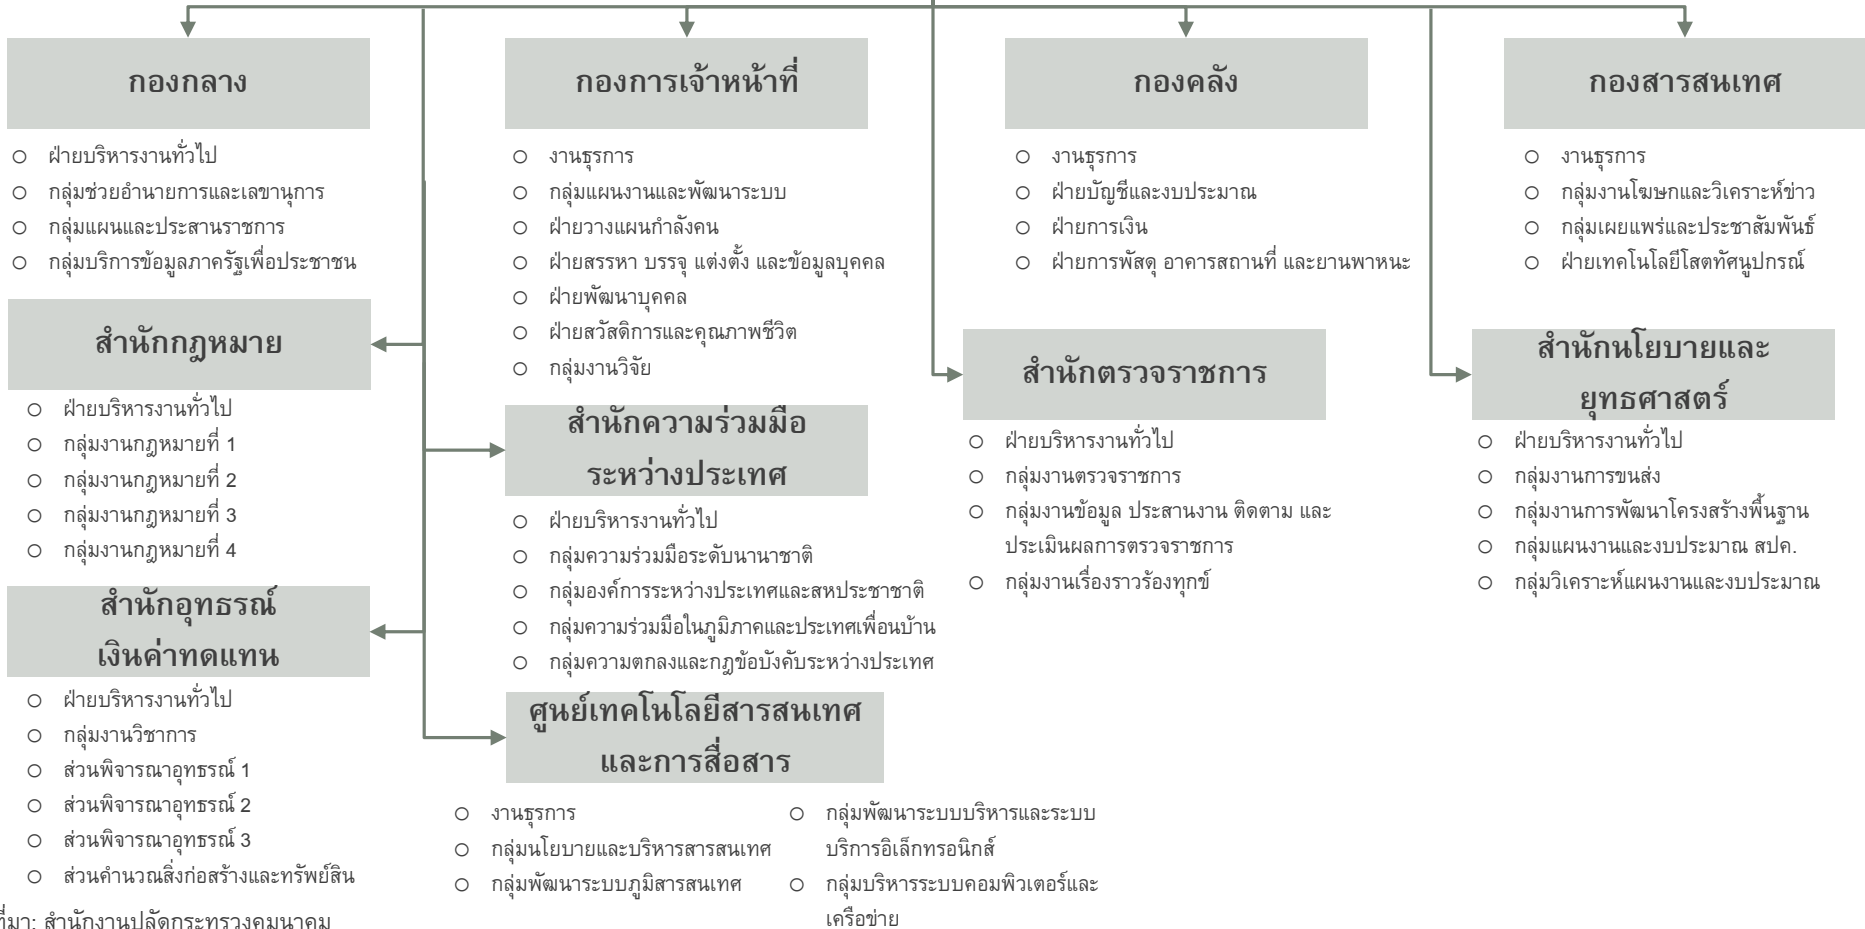 กองกลาง
ฝ่ายบริหารงานทั่วไป
กลุ่มช่วยอำนายการและเลขานุการ
กลุ่มแผนและประสานราชการ
กลุ่มบริการข้อมูลภาครัฐเพื่อประชาชน
สำนักกฎหมาย
ฝ่ายบริหารงานทั่วไป
กลุ่มงานกฎหมายที่ 1
กลุ่มงานกฎหมายที่ 2
กลุ่มงานกฎหมายที่ 3
กลุ่มงานกฎหมายที่ 4
สำนักอุทธรณ์
เงินค่าทดแทน
ฝ่ายบริหารงานทั่วไป
กลุ่มงานวิชาการ
ส่วนพิจารณาอุทธรณ์ 1
ส่วนพิจารณาอุทธรณ์ 2
ส่วนพิจารณาอุทธรณ์ 3
ส่วนคำนวณสิ่งก่อสร้างและทรัพย์สิน
กองการเจ้าหน้าที่
งานธุรการ
กลุ่มแผนงานและพัฒนาระบบ
ฝ่ายวางแผนกำลังคน
ฝ่ายสรรหา บรรจุ แต่งตั้ง และข้อมูลบุคคล
ฝ่ายพัฒนาบุคคล
ฝ่ายสวัสดิการและคุณภาพชีวิต
กลุ่มงานวิจัย
สำนักความร่วมมือ
ระหว่างประเทศ
ฝ่ายบริหารงานทั่วไป
กลุ่มความร่วมมือระดับนานาชาติ
กลุ่มองค์การระหว่างประเทศและสหประชาชาติ
กลุ่มความร่วมมือในภูมิภาคและประเทศเพื่อนบ้าน
กลุ่มความตกลงและกฎข้อบังคับระหว่างประเทศ
ศูนย์เทคโนโลยีสารสนเทศ
และการสื่อสาร
งานธุรการ
กลุ่มนโยบายและบริหารสารสนเทศ
กลุ่มพัฒนาระบบภูมิสารสนเทศ
กลุ่มพัฒนาระบบบริหารและระบบ
บริการอิเล็กทรอนิกส์
กลุ่มบริหารระบบคอมพิวเตอร์และ
เครือข่าย
กองคลัง
งานธุรการ
ฝ่ายบัญชีและงบประมาณ
ฝ่ายการเงิน
ฝ่ายการพัสดุ อาคารสถานที่ และยานพาหนะ
สำนักตรวจราชการ
ฝ่ายบริหารงานทั่วไป
กลุ่มงานตรวจราชการ
กลุ่มงานข้อมูล ประสานงาน ติดตาม และ
ประเมินผลการตรวจราชการ
กลุ่มงานเรื่องราวร้องทุกข์
กองสารสนเทศ
งานธุรการ
กลุ่มงานโฆษกและวิเคราะห์ข่าว
กลุ่มเผยแพร่และประชาสัมพันธ์
ฝ่ายเทคโนโลยีโสตทัศนูปกรณ์
สำนักนโยบายและ
ยุทธศาสตร์
ฝ่ายบริหารงานทั่วไป
กลุ่มงานการขนส่ง
กลุ่มงานการพัฒนาโครงสร้างพื้นฐาน
กลุ่มแผนงานและงบประมาณ สปค.
กลุ่มวิเคราะห์แผนงานและงบประมาณ
ที่มา: สำนักงานปลัดกระทรวงคมนาคม